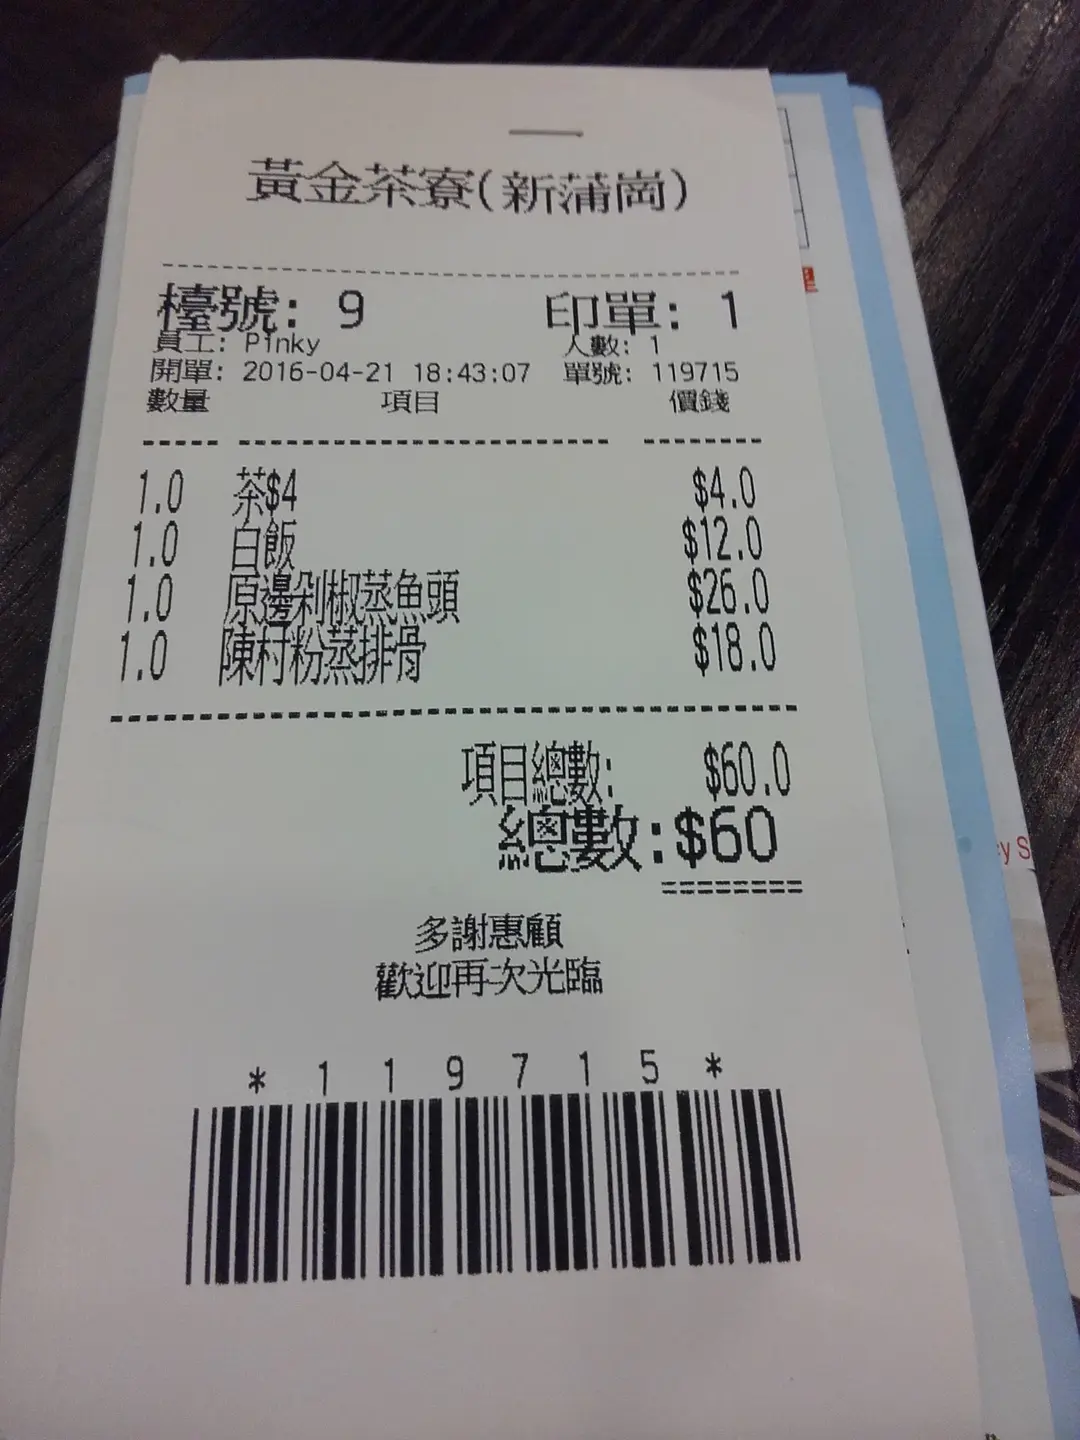 黃金茶寮(新蒲崗)
檯號: 9 印單: 1
員工: Pinky 人數: 1
開單: 2016-04-21 18:43:07 單號: 119715
數量 項目 價錢
1.0 茶$4 $4.0
1.0 白飯 $12.0
1.0 原邊剁椒蒸魚頭 $26.0
1.0 陳村粉蒸排骨 $18.0
項目總數: $60.0
總數:$60
多謝惠顧
歡迎再次光臨
*119715*